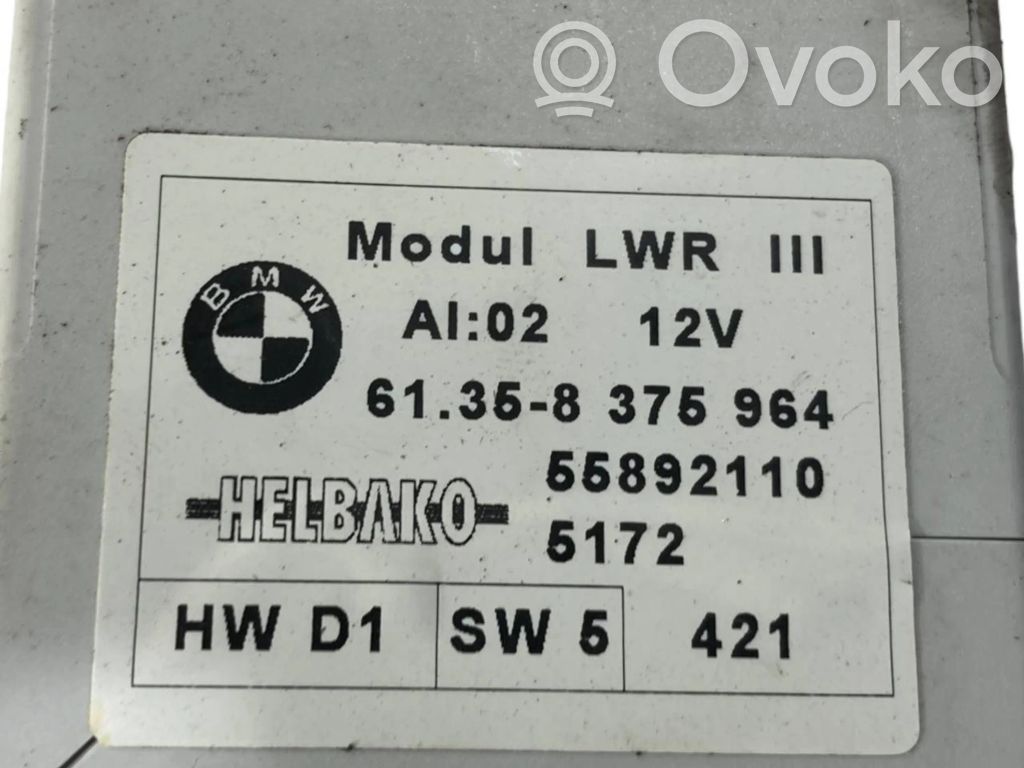 Ovoko
Modul LWR III
BMW
AI:02 12V
61.35-8 375 964
55892110
HELBAKO
5172
HW D1 SW 5 421